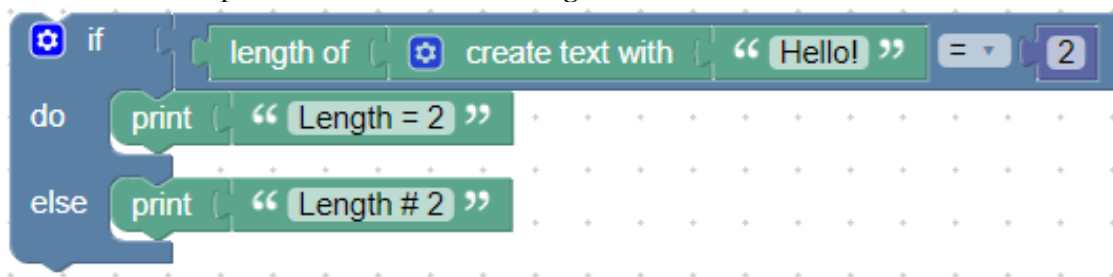 if length of create text with “ Hello! ” = 2
do print “ Length = 2 ”
else print “ Length # 2 ”